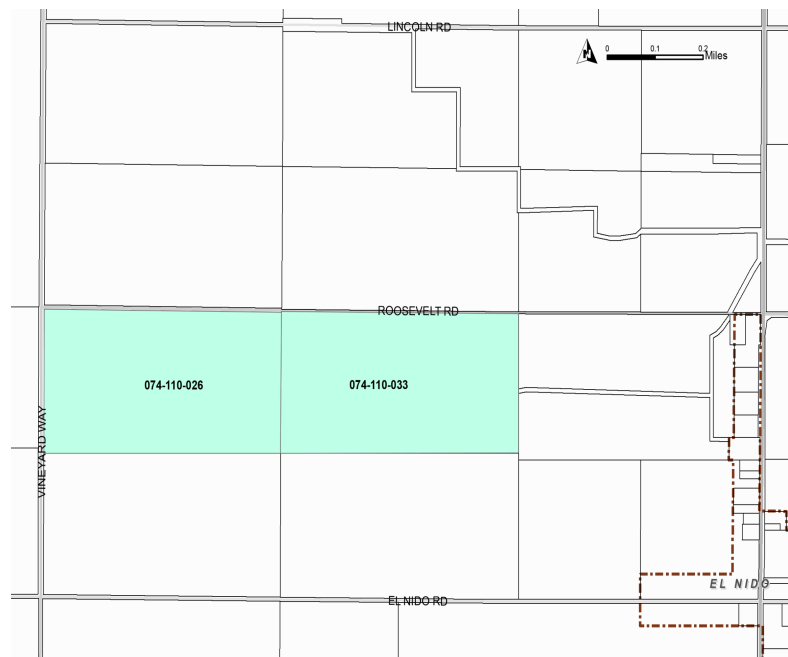 LINCOLN RD
0 0.1 0.2
Miles
N
ROOSEVELT RD
074-110-026
074-110-033
VINEYARD WAY
EL NIDO
EL NIDO RD